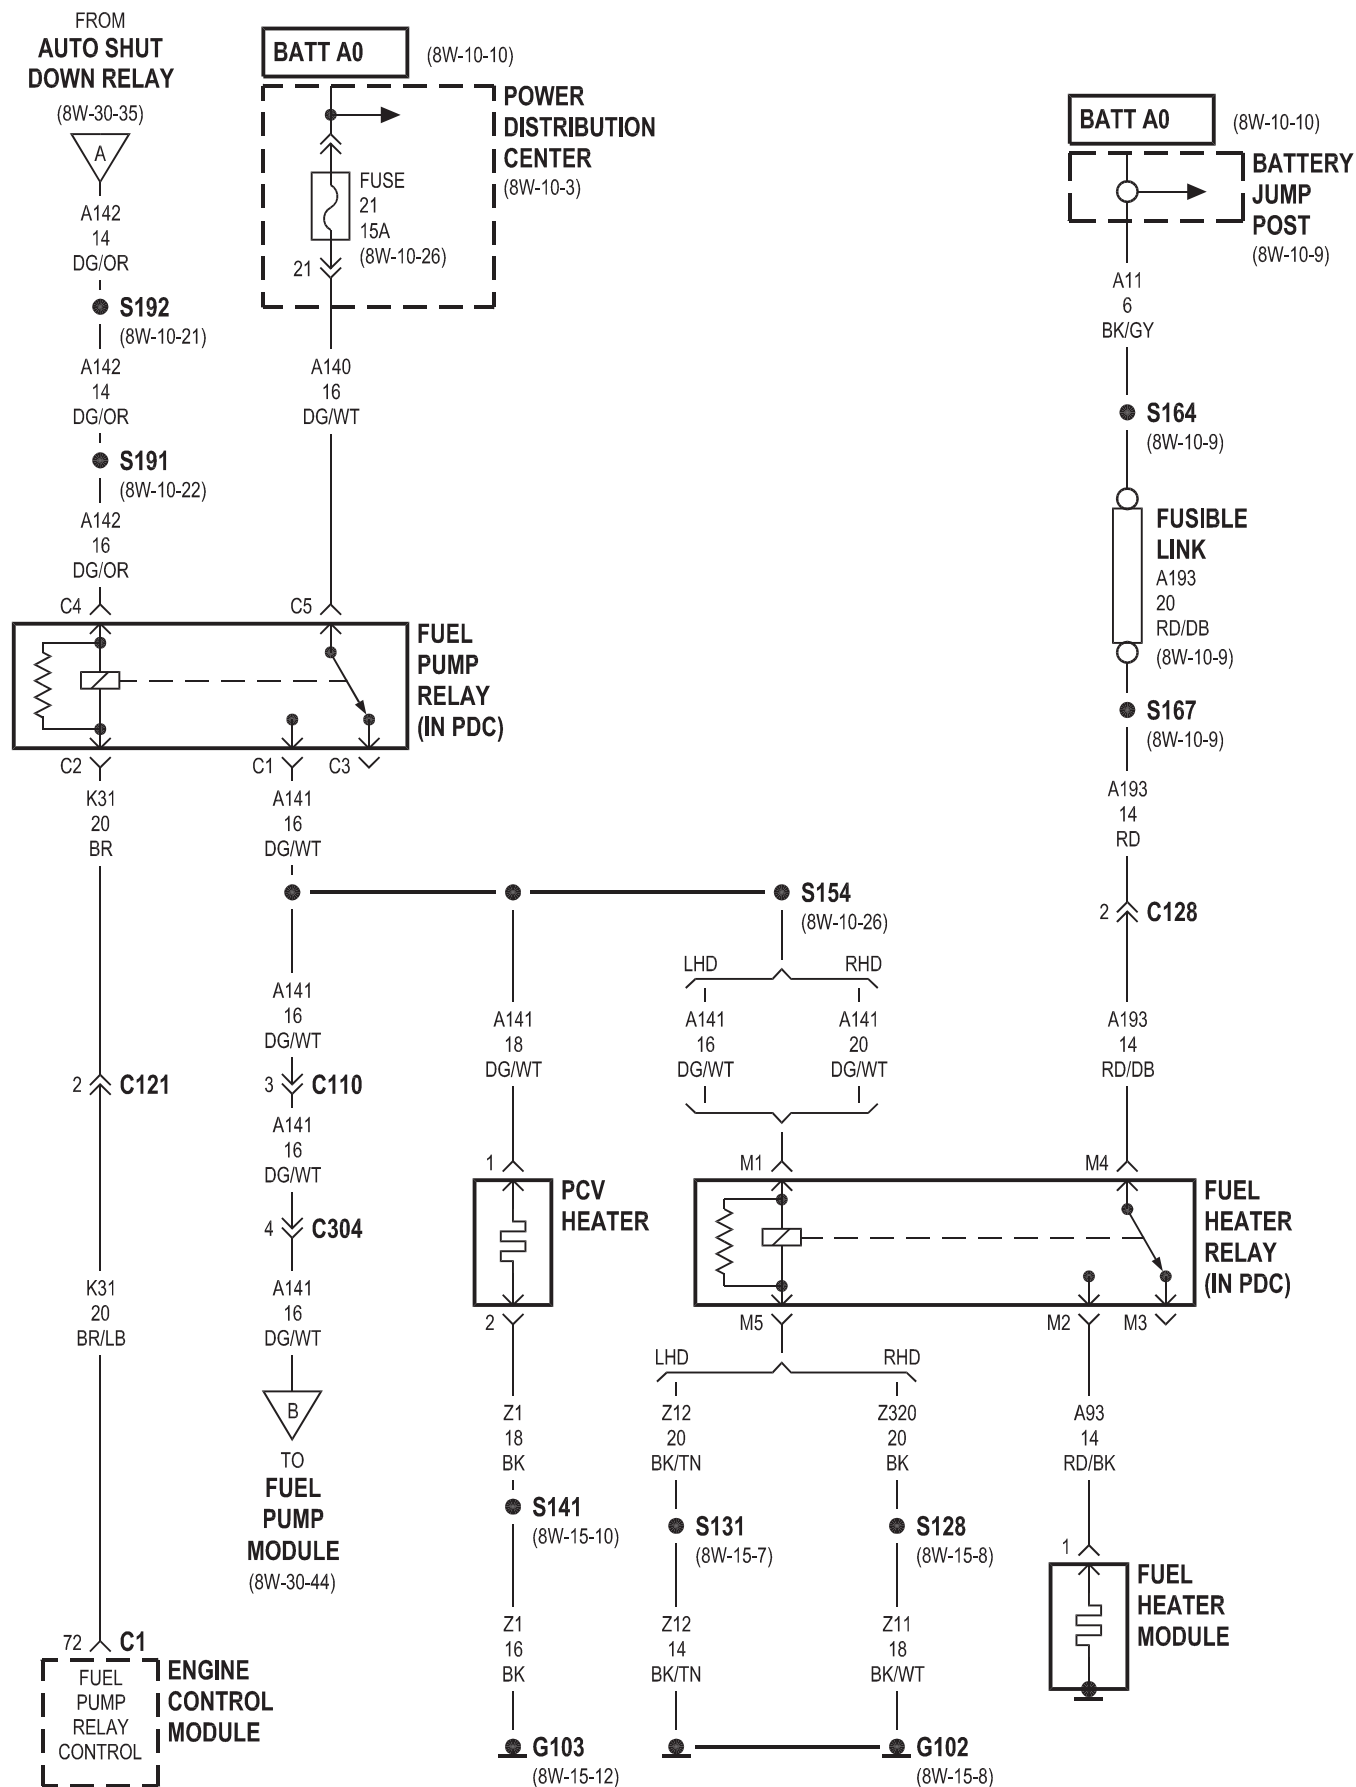 FROM
AUTO SHUT
DOWN RELAY
(8W-30-35)
A
A142
14
DG/OR
S192
(8W-10-21)
A142
14
DG/OR
S191
(8W-10-22)
A142
16
DG/OR
BATT A0
(8W-10-10)
POWER
DISTRIBUTION
CENTER
(8W-10-3)
FUSE
21
15A
(8W-10-26)
21
A140
16
DG/WT
BATT A0
(8W-10-10)
BATTERY
JUMP
POST
(8W-10-9)
A11
6
BK/GY
S164
(8W-10-9)
FUSIBLE
LINK
A193
20
RD/DB
(8W-10-9)
S167
(8W-10-9)
A193
14
RD
2
C128
A193
14
RD/DB
C4
C5
FUEL
PUMP
RELAY
(IN PDC)
C2
C1
C3
K31
20
BR
A141
16
DG/WT
S154
(8W-10-26)
LHD
RHD
A141
16
DG/WT
A141
18
DG/WT
A141
16
DG/WT
A141
20
DG/WT
2
C121
3
C110
A141
16
DG/WT
4
C304
K31
20
BR/LB
A141
16
DG/WT
B
TO
FUEL
PUMP
MODULE
(8W-30-44)
72
C1
FUEL
PUMP
RELAY
CONTROL
ENGINE
CONTROL
MODULE
1
PCV
HEATER
2
Z1
18
BK
S141
(8W-15-10)
Z1
16
BK
G103
(8W-15-12)
M1
M4
FUEL
HEATER
RELAY
(IN PDC)
M5
M2
M3
LHD
RHD
Z12
20
BK/TN
Z320
20
BK
S131
(8W-15-7)
S128
(8W-15-8)
Z12
14
BK/TN
Z11
18
BK/WT
G102
(8W-15-8)
A93
14
RD/BK
1
FUEL
HEATER
MODULE